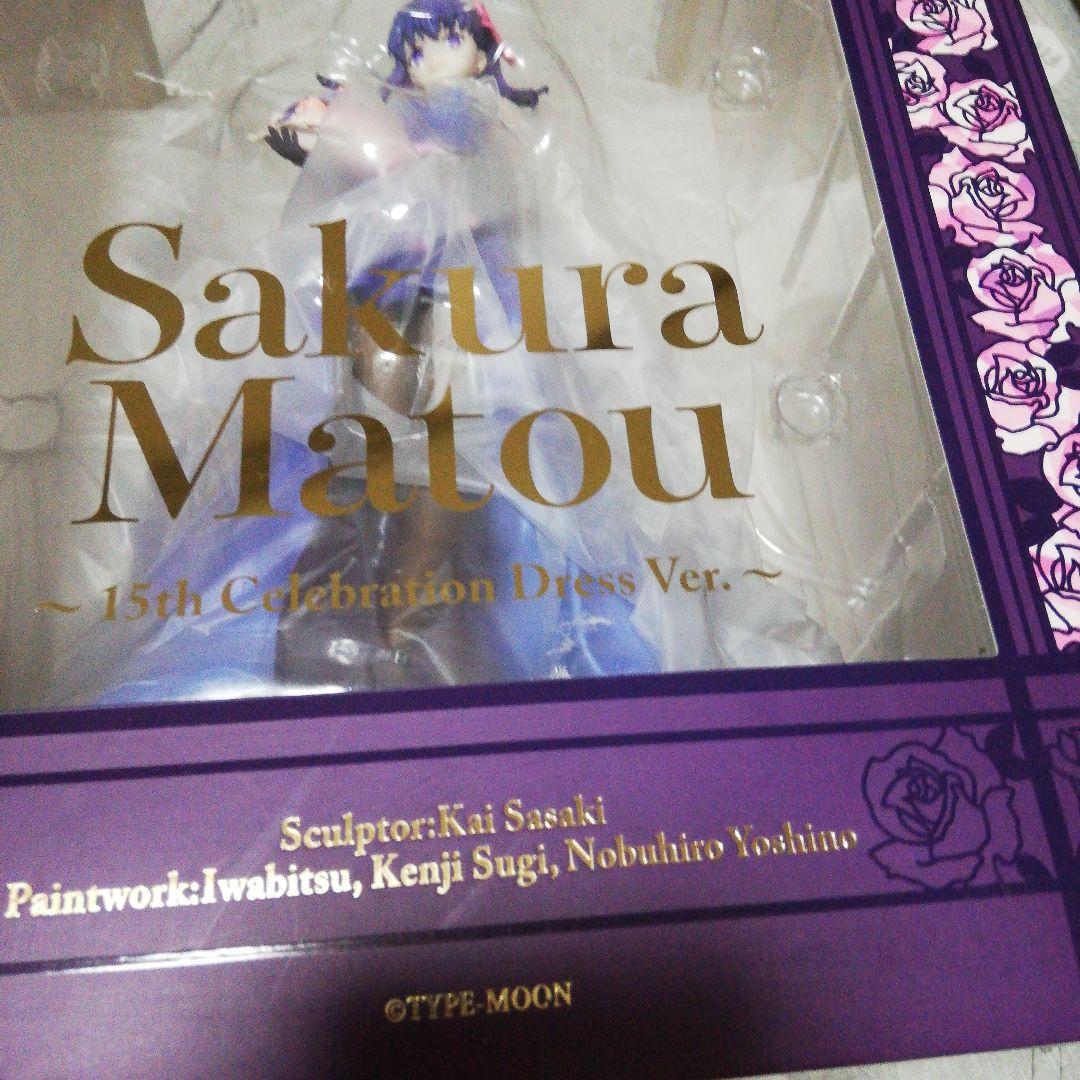 Sakura
Matou
~ 15th Celebration Dress Ver. ~
Sculptor:Kai Sasaki
Paintwork:Iwabitsu, Kenji Sugi, Nobuhiro Yoshino
©TYPE-MOON